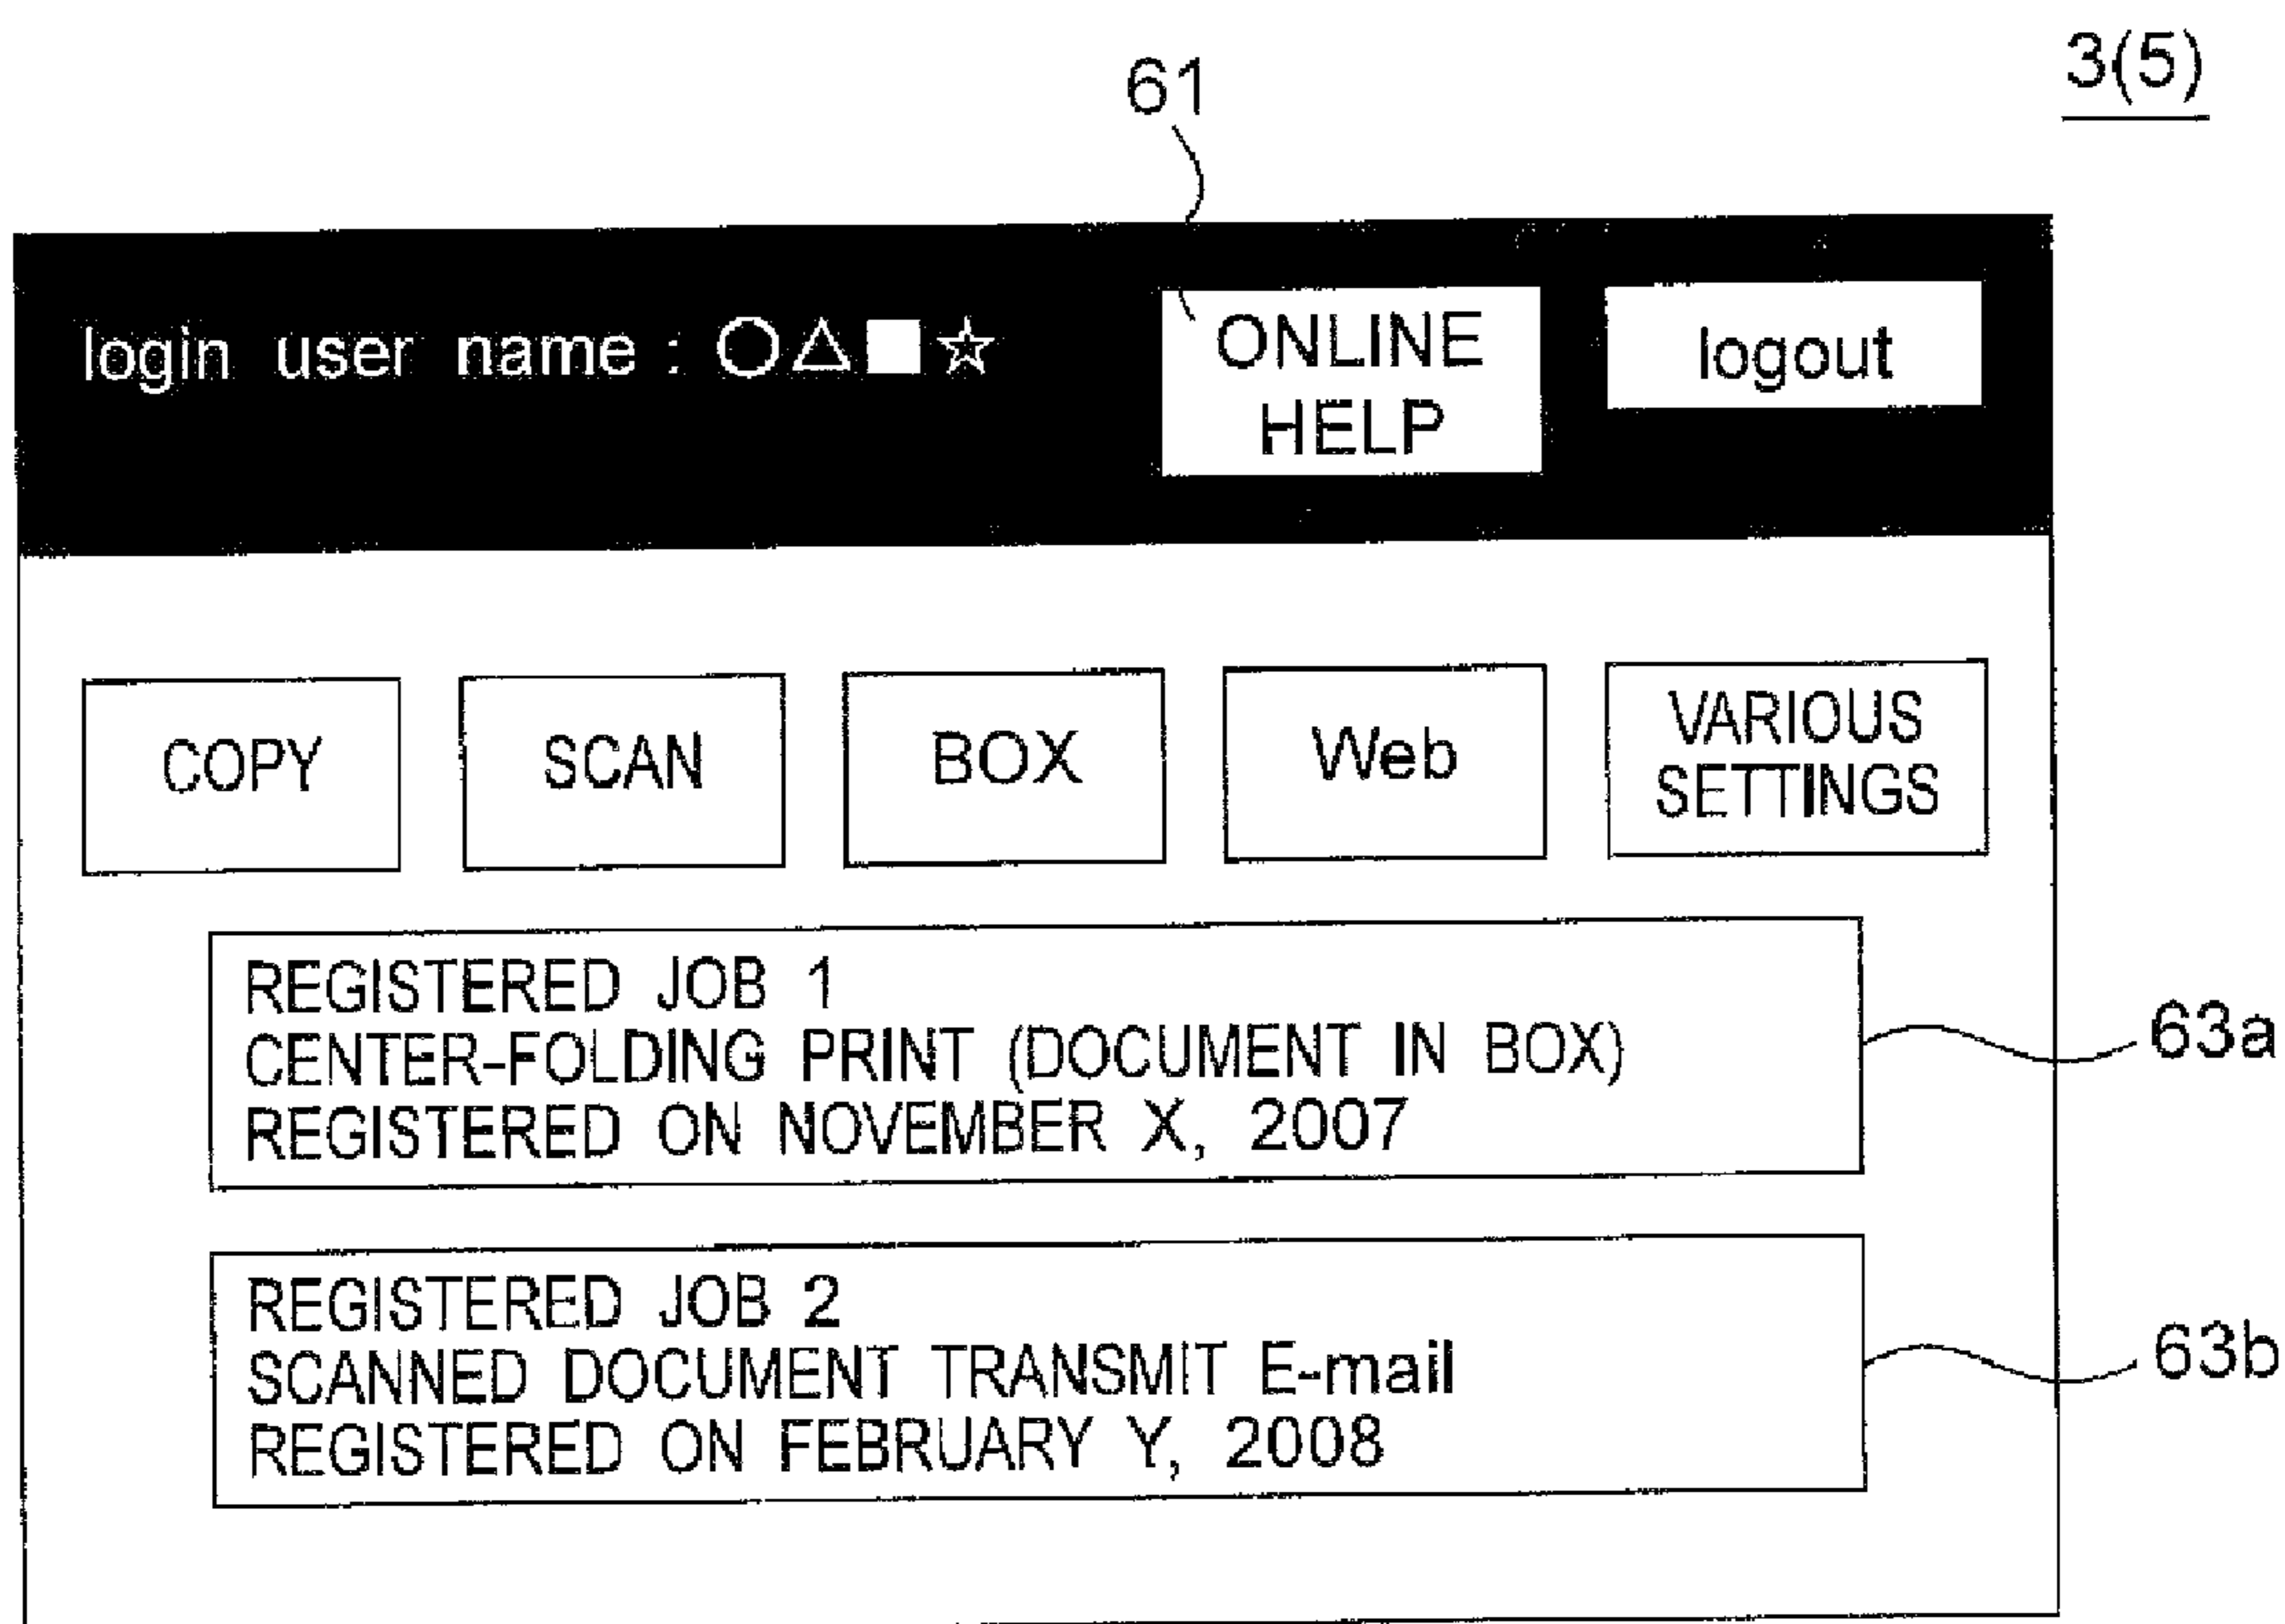 3(5)
61
login user name : ○△■☆
ONLINE
HELP
logout
COPY
SCAN
BOX
Web
VARIOUS
SETTINGS
REGISTERED JOB 1
CENTER-FOLDING PRINT (DOCUMENT IN BOX)
REGISTERED ON NOVEMBER X, 2007
63a
REGISTERED JOB 2
SCANNED DOCUMENT TRANSMIT E-mail
REGISTERED ON FEBRUARY Y, 2008
63b